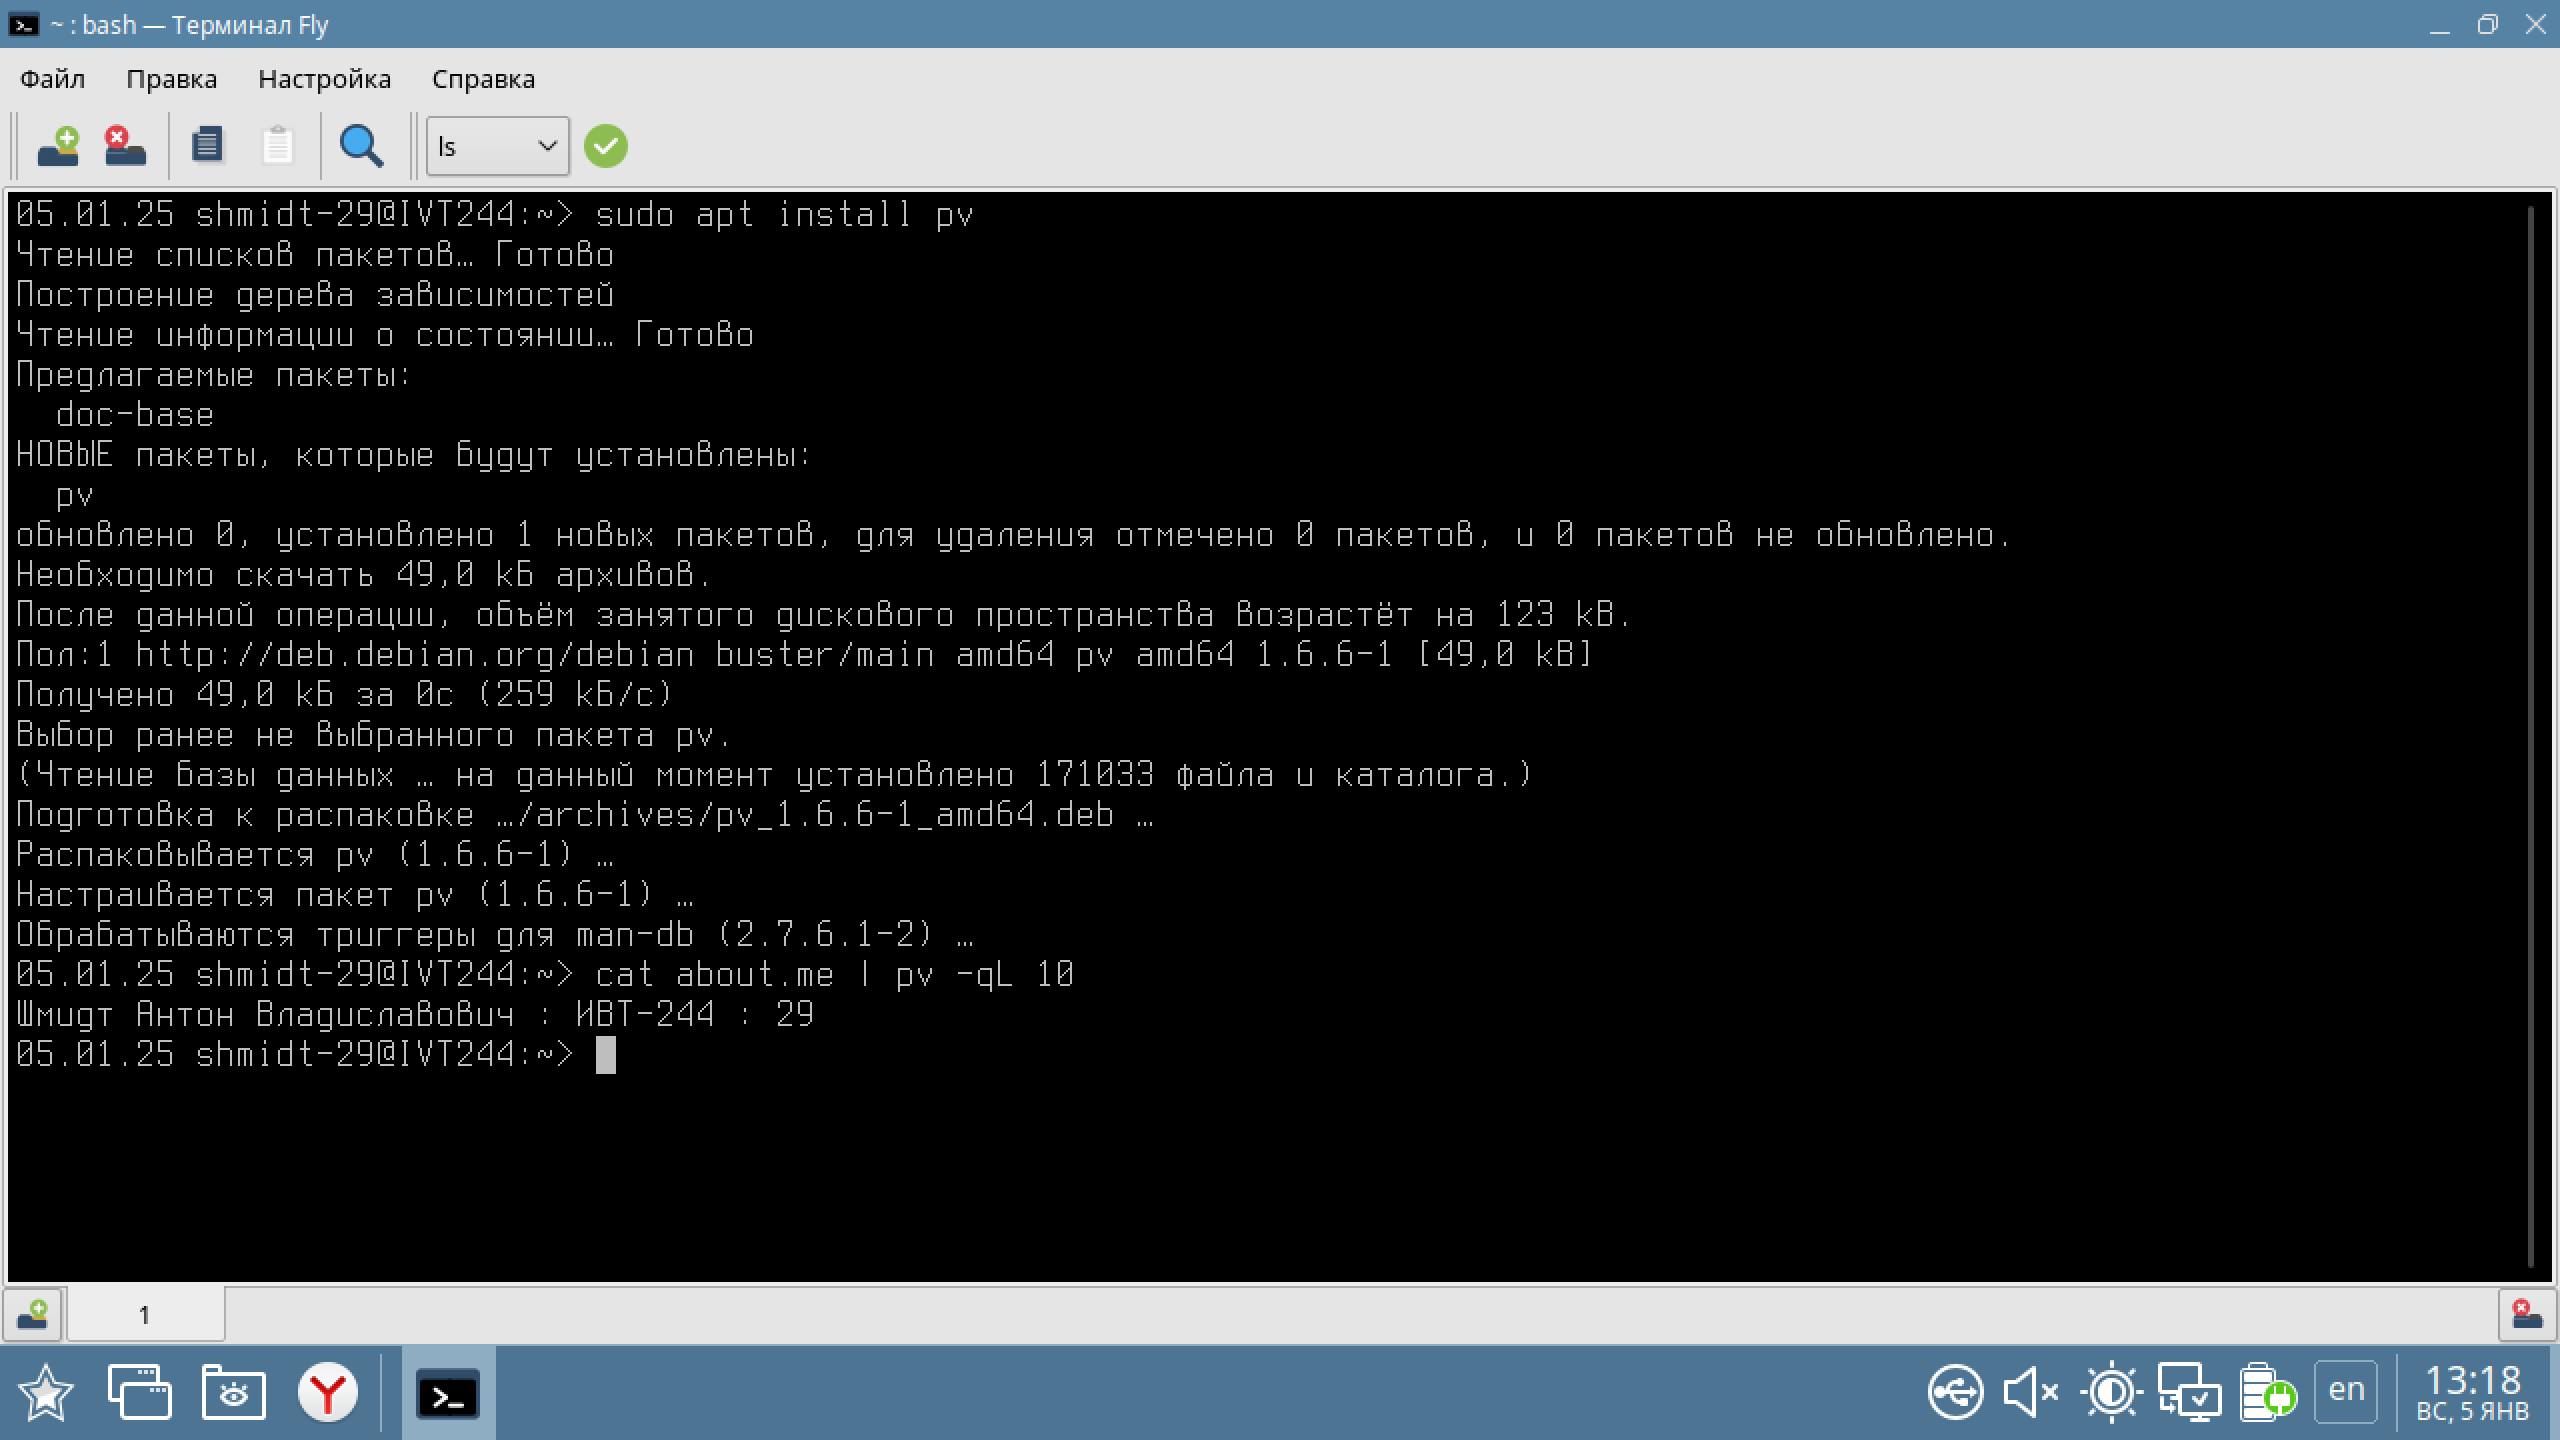 ~ : bash — Терминал Fly
Файл Правка Настройка Справка
ls
05.01.25 shmidt-29@IVT244:~> sudo apt install pv
Чтение списков пакетов… Готово
Построение дерева зависимостей
Чтение информации о состоянии… Готово
Предлагаемые пакеты:
  doc-base
НОВЫЕ пакеты, которые будут установлены:
  pv
обновлено 0, установлено 1 новых пакетов, для удаления отмечено 0 пакетов, и 0 пакетов не обновлено.
Необходимо скачать 49,0 kБ архивов.
После данной операции, объём занятого дискового пространства возрастёт на 123 kB.
Пол:1 http://deb.debian.org/debian buster/main amd64 pv amd64 1.6.6-1 [49,0 kB]
Получено 49,0 kБ за 0с (259 kБ/c)
Выбор ранее не выбранного пакета pv.
(Чтение базы данных … на данный момент установлено 171033 файла и каталога.)
Подготовка к распаковке …/archives/pv_1.6.6-1_amd64.deb …
Распаковывается pv (1.6.6-1) …
Настраивается пакет pv (1.6.6-1) …
Обрабатываются триггеры для man-db (2.7.6.1-2) …
05.01.25 shmidt-29@IVT244:~> cat about.me | pv -qL 10
Шмидт Антон Владиславович : ИВТ-244 : 29
05.01.25 shmidt-29@IVT244:~>
1
en
13:18
ВС, 5 ЯНВ